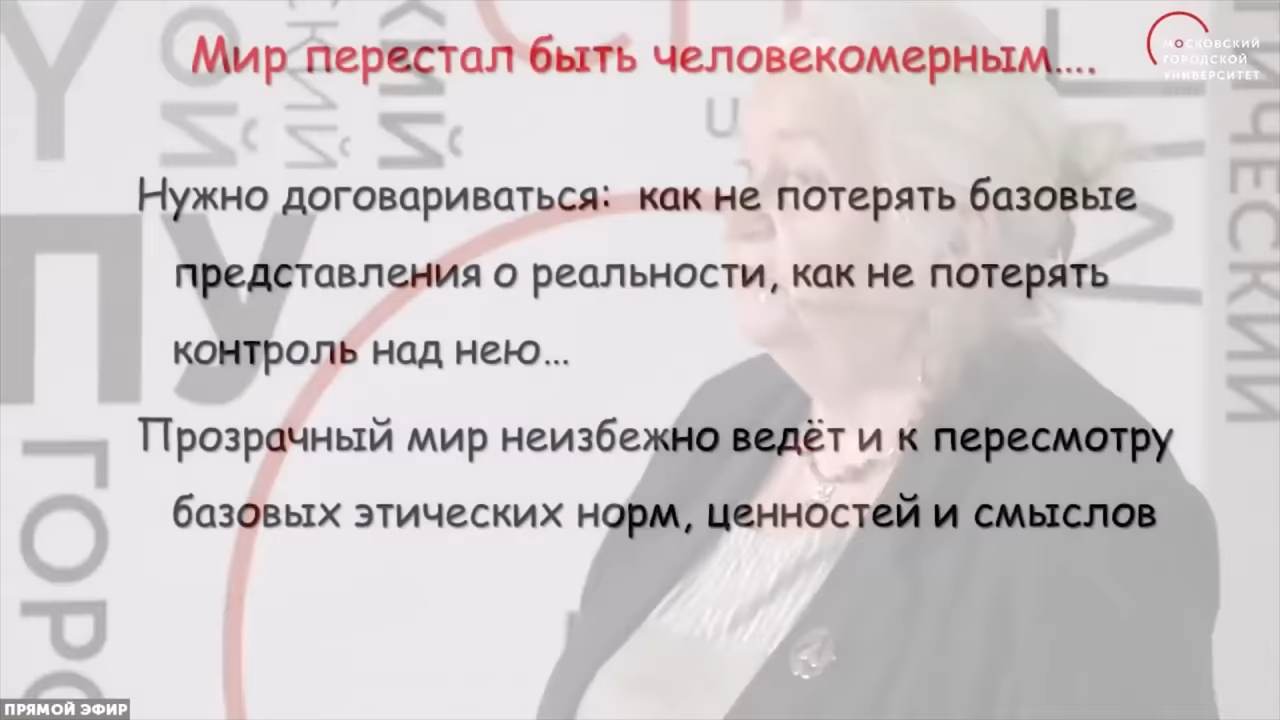 Мир перестал быть человекомерным....
МОСКОВСКИЙ
ГОРОДСКОЙ
УНИВЕРСИТЕТ
Нужно договариваться: как не потерять базовые
представления о реальности, как не потерять
контроль над нею...
Прозрачный мир неизбежно ведёт и к пересмотру
базовых этических норм, ценностей и смыслов
ПРЯМОЙ ЭФИР